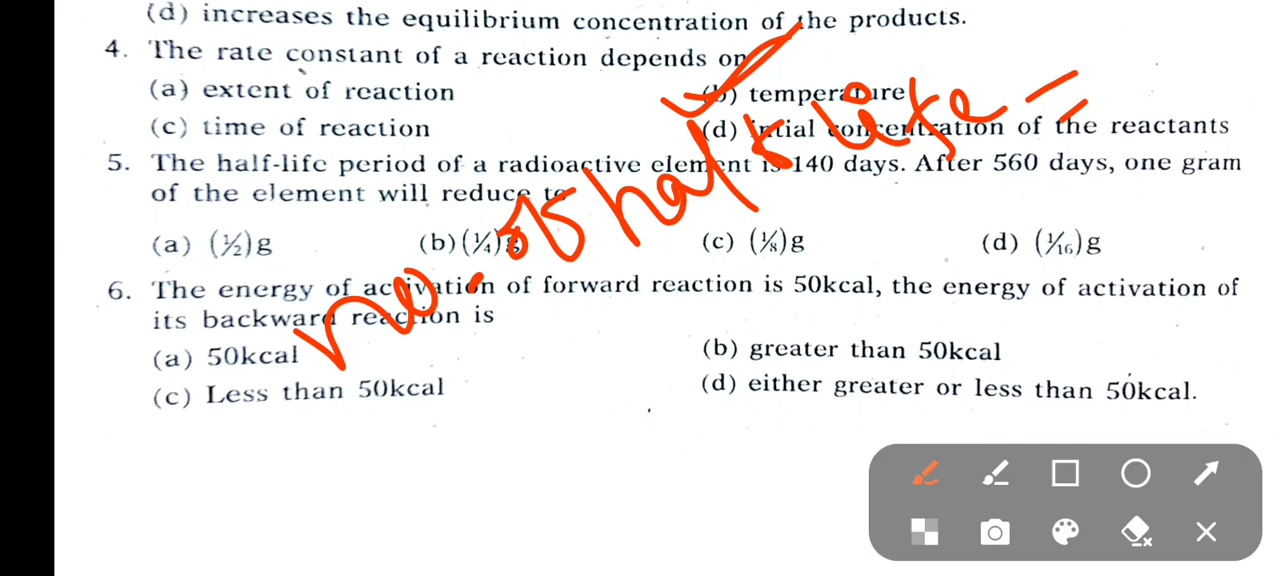 (d) increases the equilibrium concentration of the products.
4. The rate constant of a reaction depends on
(a) extent of reaction (b) temperature
(c) time of reaction (d) intial concentration of the reactants
5. The half-life period of a radioactive element is 140 days. After 560 days, one gram
of the element will reduce to
(a) (1/2)g (b) (1/4)g (c) (1/8)g (d) (1/16)g
6. The energy of activation of forward reaction is 50kcal, the energy of activation of
its backward reaction is
(a) 50kcal (b) greater than 50kcal
(c) Less than 50kcal (d) either greater or less than 50kcal.
no. of half life =